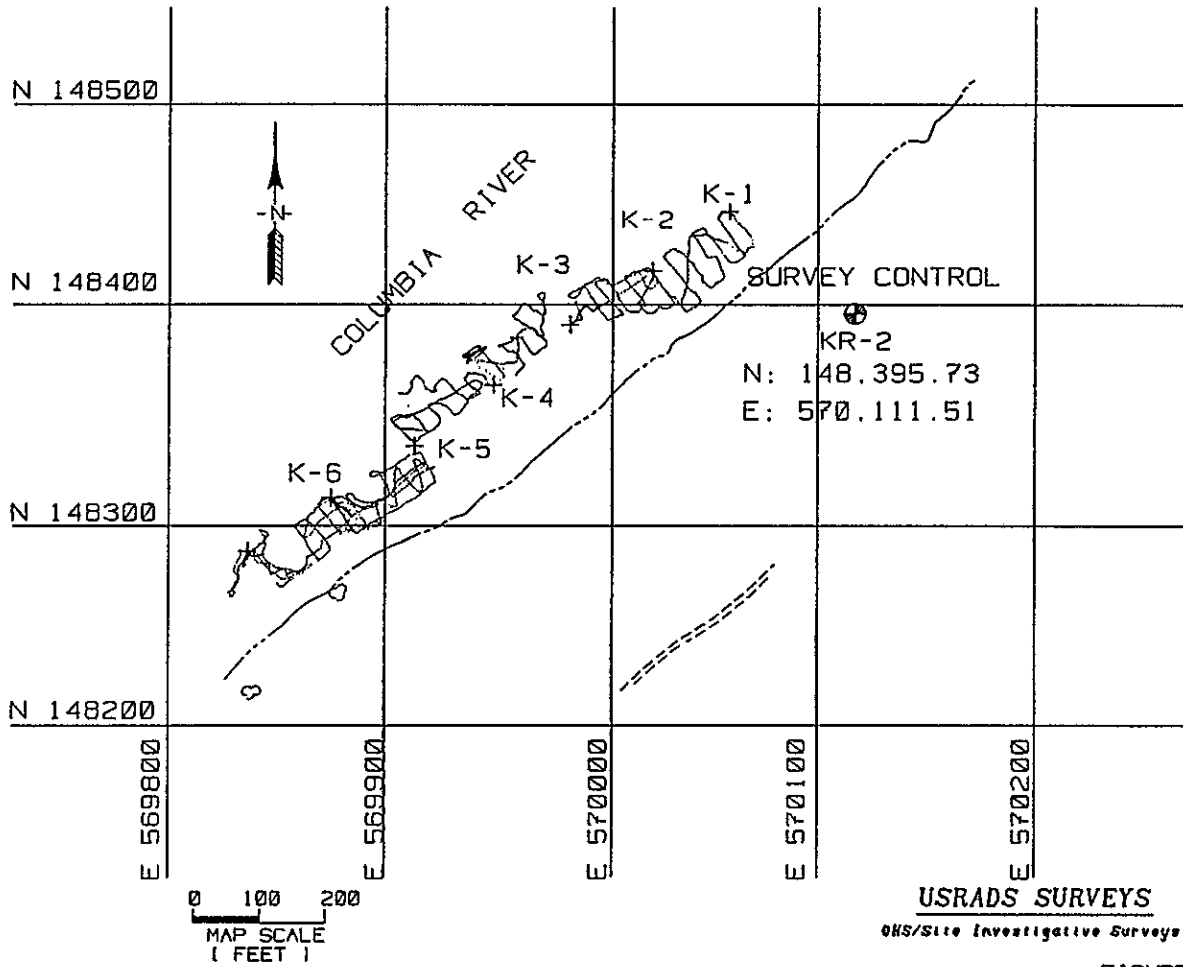 N 148500
-N-
COLUMBIA RIVER
K-1
K-2
K-3
N 148400
SURVEY CONTROL
KR-2
N: 148.395.73
E: 570.111.51
K-4
K-5
K-6
N 148300
N 148200
E 569800
E 569900
E 570000
E 570100
E 570200
0 100 200
MAP SCALE
( FEET )
USRADS SURVEYS
OHS/Site Investigative Surveys